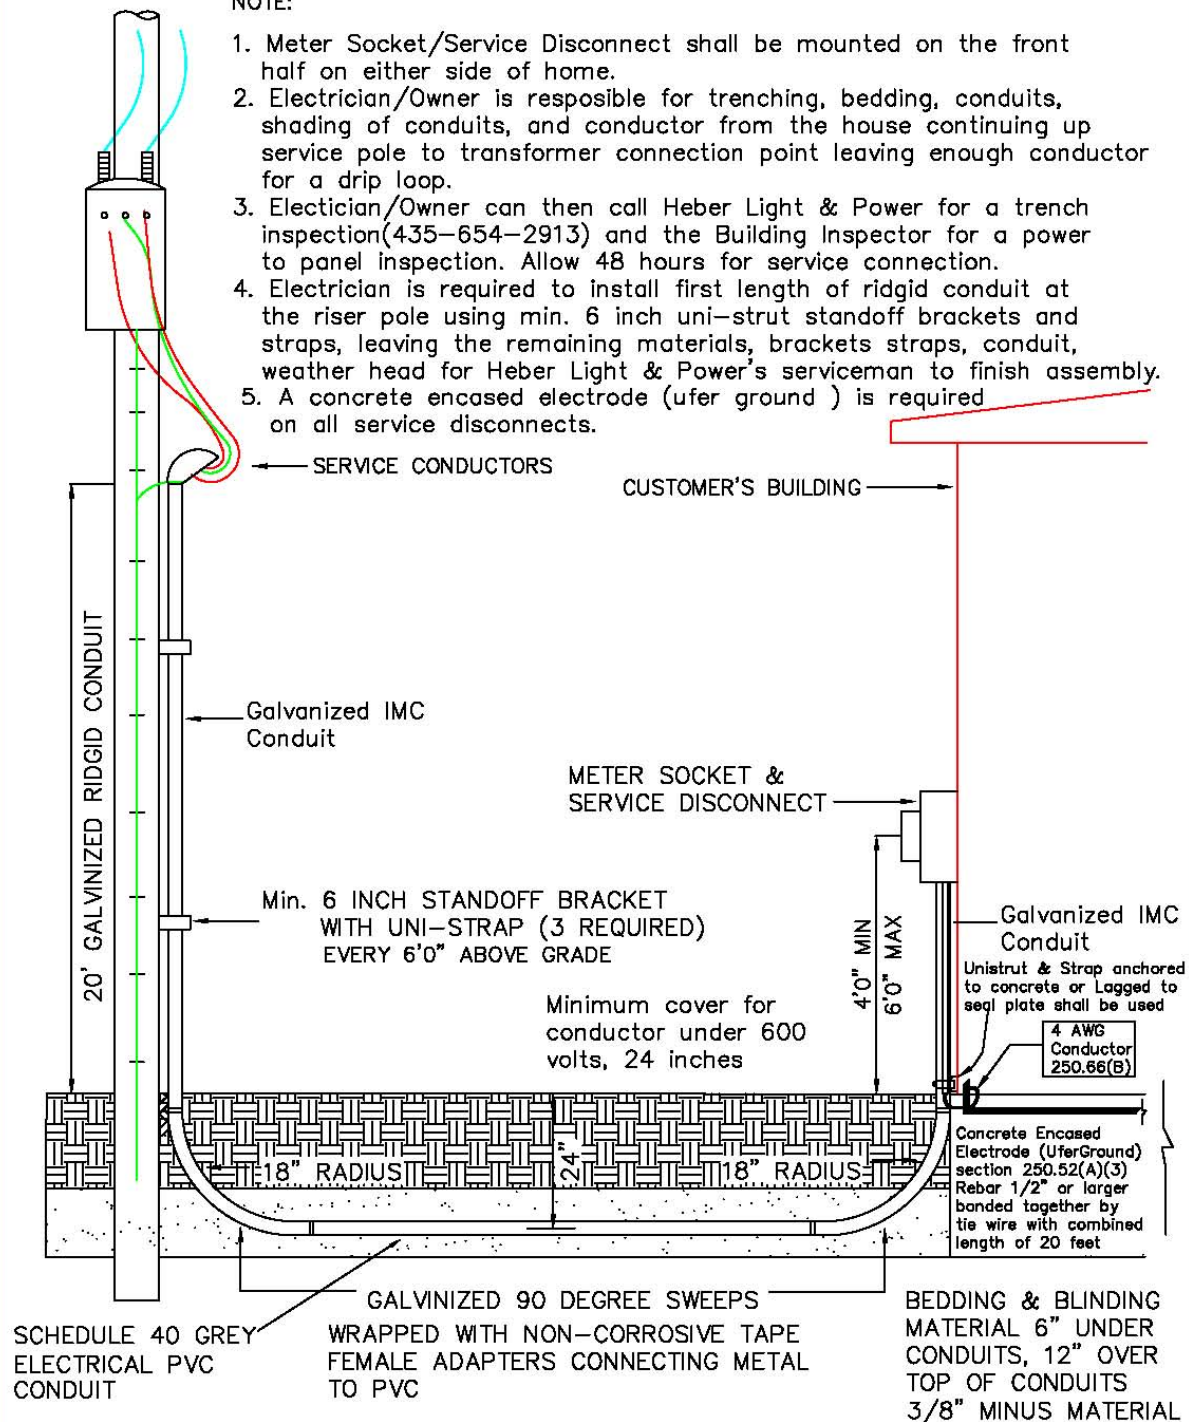 NOTE:
1. Meter Socket/Service Disconnect shall be mounted on the front
half on either side of home.
2. Electrician/Owner is resposible for trenching, bedding, conduits,
shading of conduits, and conductor from the house continuing up
service pole to transformer connection point leaving enough conductor
for a drip loop.
3. Electician/Owner can then call Heber Light & Power for a trench
inspection(435-654-2913) and the Building Inspector for a power
to panel inspection. Allow 48 hours for service connection.
4. Electrician is required to install first length of ridgid conduit at
the riser pole using min. 6 inch uni-strut standoff brackets and
straps, leaving the remaining materials, brackets straps, conduit,
weather head for Heber Light & Power's serviceman to finish assembly.
5. A concrete encased electrode (ufer ground ) is required
on all service disconnects.
SERVICE CONDUCTORS
CUSTOMER'S BUILDING
20' GALVINIZED RIDGID CONDUIT
Galvanized IMC
Conduit
METER SOCKET &
SERVICE DISCONNECT
Min. 6 INCH STANDOFF BRACKET
WITH UNI-STRAP (3 REQUIRED)
EVERY 6'0" ABOVE GRADE
4'0" MIN
6'0" MAX
Galvanized IMC
Conduit
Unistrut & Strap anchored
to concrete or Lagged to
seal plate shall be used
Minimum cover for
conductor under 600
volts, 24 inches
4 AWG
Conductor
250.66(B)
18" RADIUS
24"
18" RADIUS
Concrete Encased
Electrode (UferGround)
section 250.52(A)(3)
Rebar 1/2" or larger
bonded together by
tie wire with combined
length of 20 feet
SCHEDULE 40 GREY
ELECTRICAL PVC
CONDUIT
GALVINIZED 90 DEGREE SWEEPS
WRAPPED WITH NON-CORROSIVE TAPE
FEMALE ADAPTERS CONNECTING METAL
TO PVC
BEDDING & BLINDING
MATERIAL 6" UNDER
CONDUITS, 12" OVER
TOP OF CONDUITS
3/8" MINUS MATERIAL